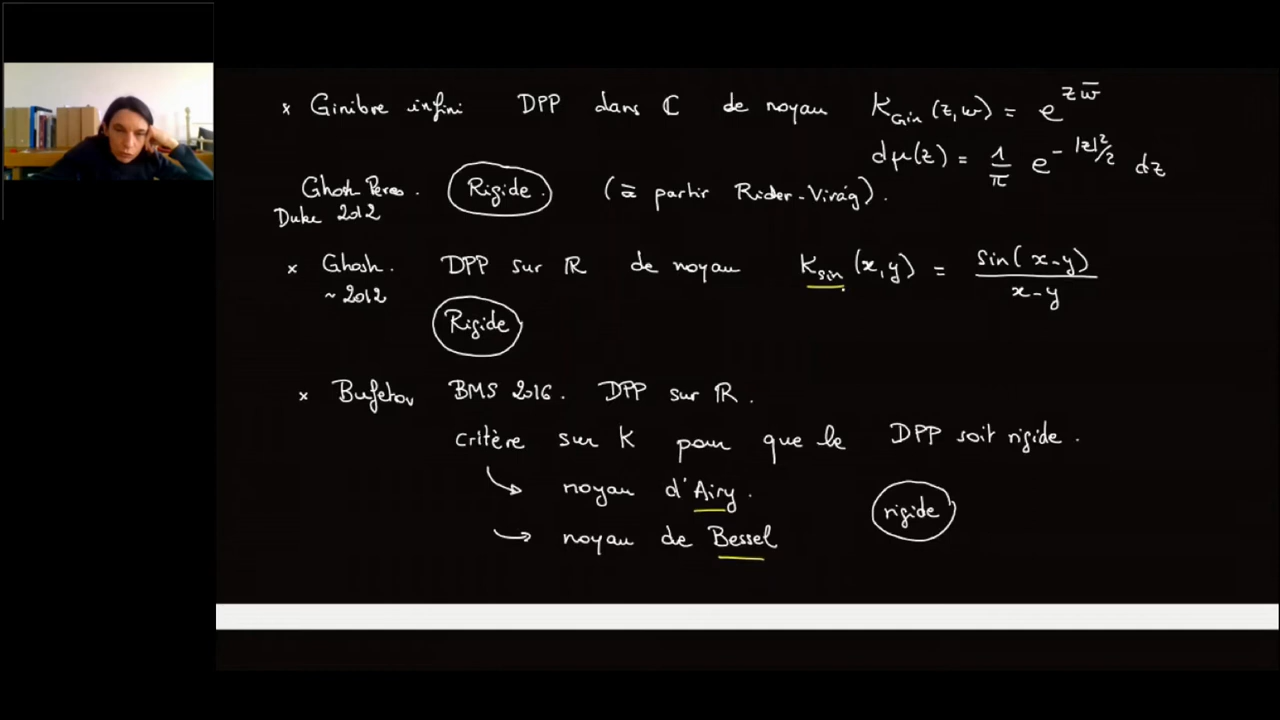 * Ginibre infini DPP dans ℂ de noyau K_Gin (z,w) = e^{z w̄}
dμ(z) = 1/π e^{-|z|²/2} dz
Ghosh Peres. Rigide. (à partir Rider-Virág).
Duke 2012
* Ghosh. DPP sur ℝ de noyau K_sin (x,y) = sin(x-y)/(x-y)
~ 2012
Rigide
* Bufetov BMS 2016. DPP sur ℝ.
critère sur K pour que le DPP soit rigide.
↳ noyau d'Airy.
rigide
→ noyau de Bessel